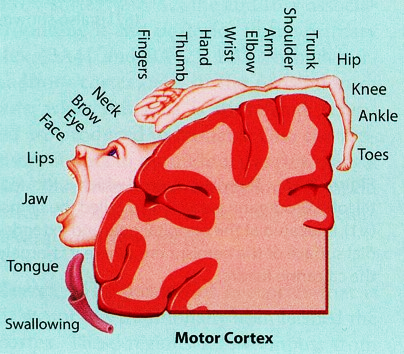 Fingers
Thumb
Hand
Wrist
Elbow
Arm
Shoulder
Trunk
Hip
Knee
Ankle
Toes
Neck
Brow
Eye
Face
Lips
Jaw
Tongue
Swallowing
Motor Cortex